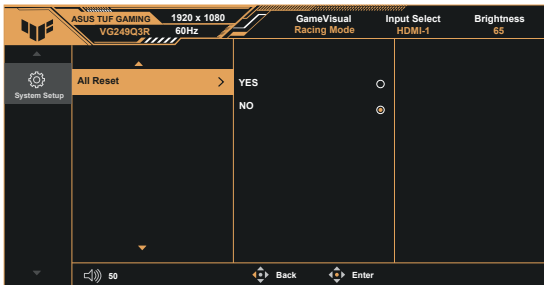 ASUS TUF GAMING 1920 x 1080 GameVisual Input Select Brightness
VG249Q3R 60Hz Racing Mode HDMI-1 65
System Setup
All Reset
YES
NO
50 Back Enter